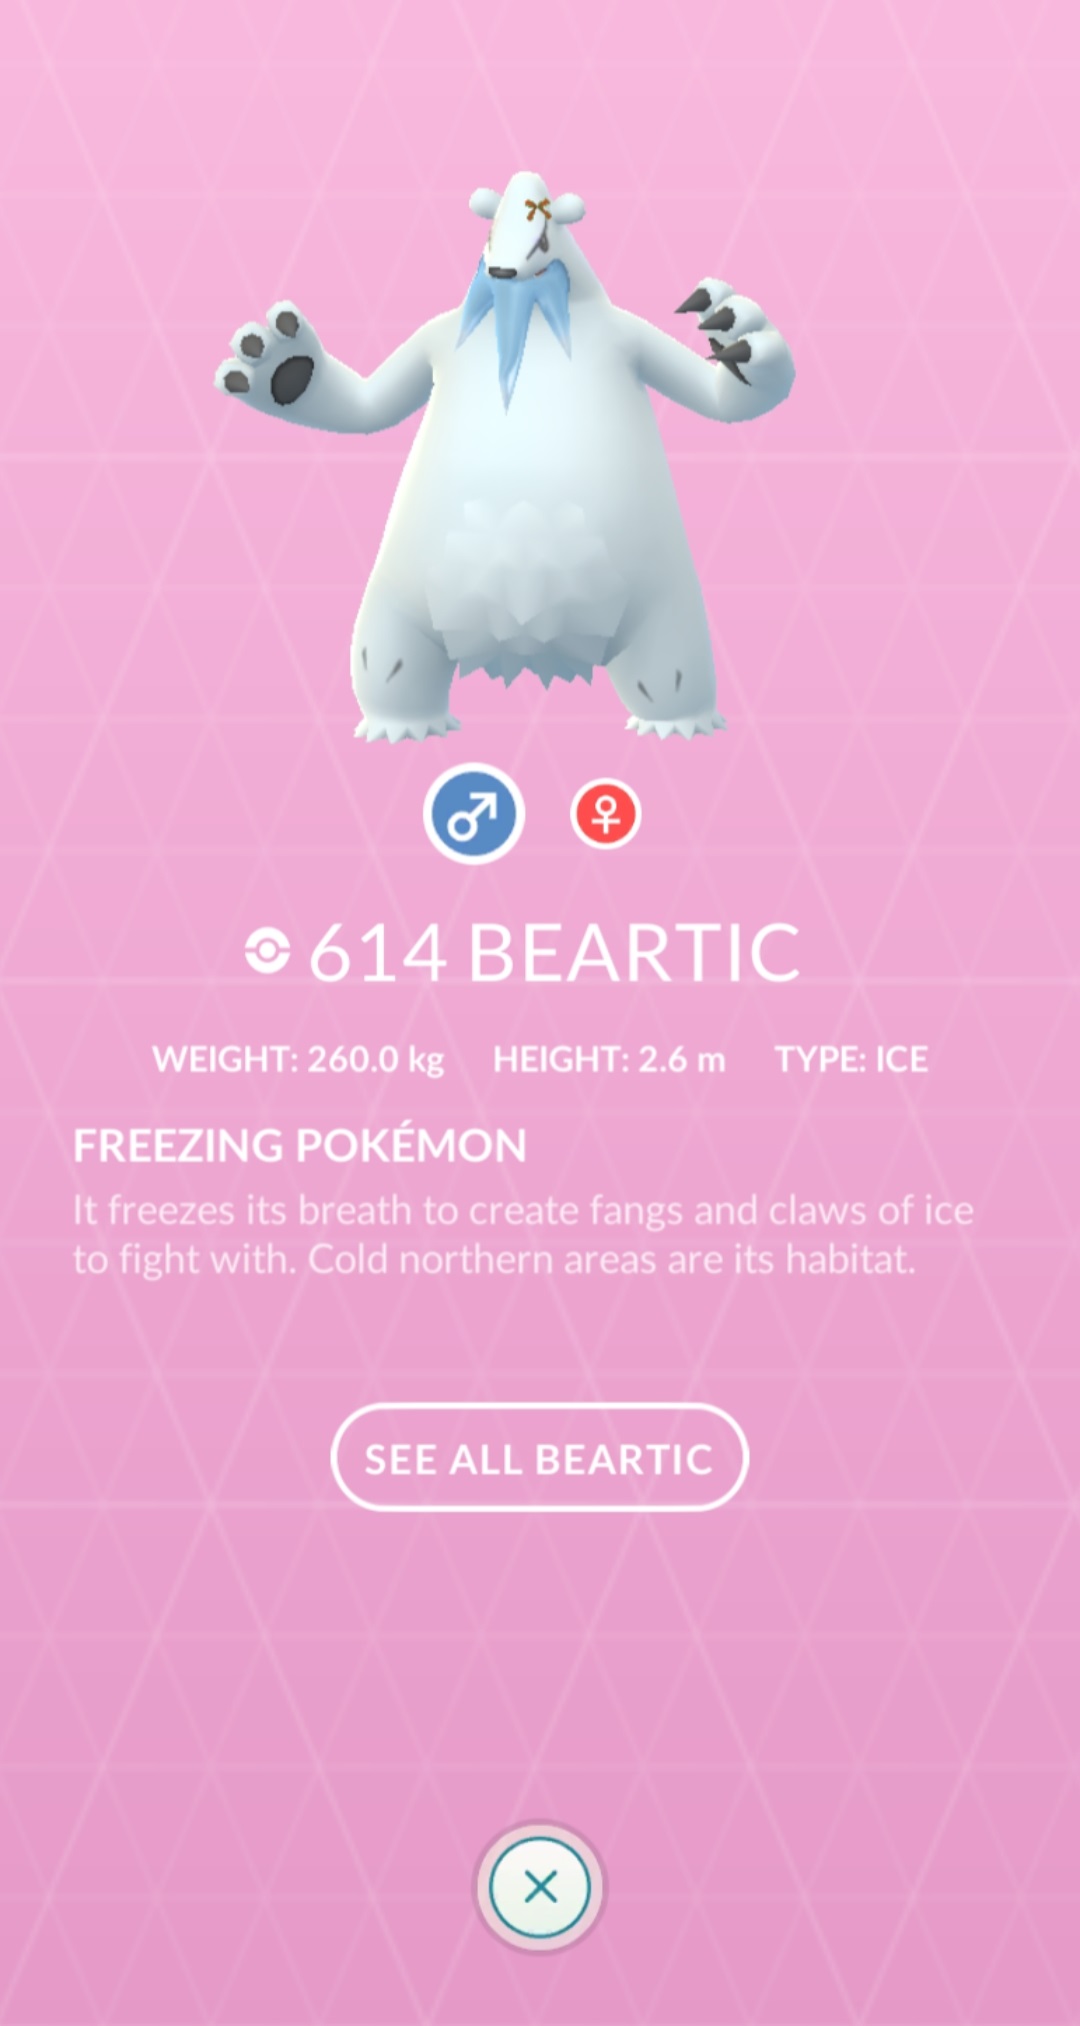 614 BEARTIC
WEIGHT: 260.0 kg HEIGHT: 2.6 m TYPE: ICE
FREEZING POKÉMON
It freezes its breath to create fangs and claws of ice
to fight with. Cold northern areas are its habitat.
SEE ALL BEARTIC